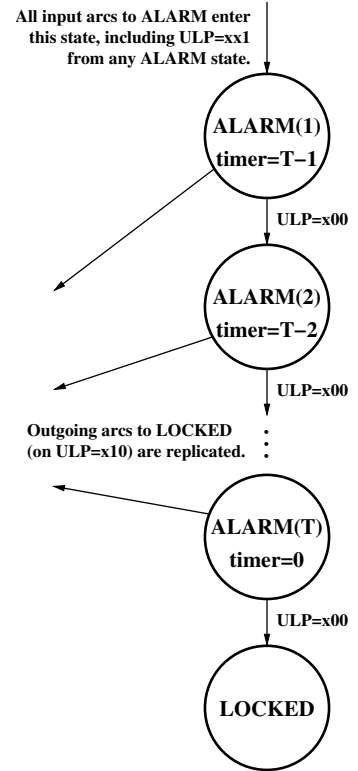 All input arcs to ALARM enter
this state, including ULP=xx1
from any ALARM state.
ALARM(1)
timer=T−1
ULP=x00
ALARM(2)
timer=T−2
ULP=x00
Outgoing arcs to LOCKED
(on ULP=x10) are replicated.
ALARM(T)
timer=0
ULP=x00
LOCKED